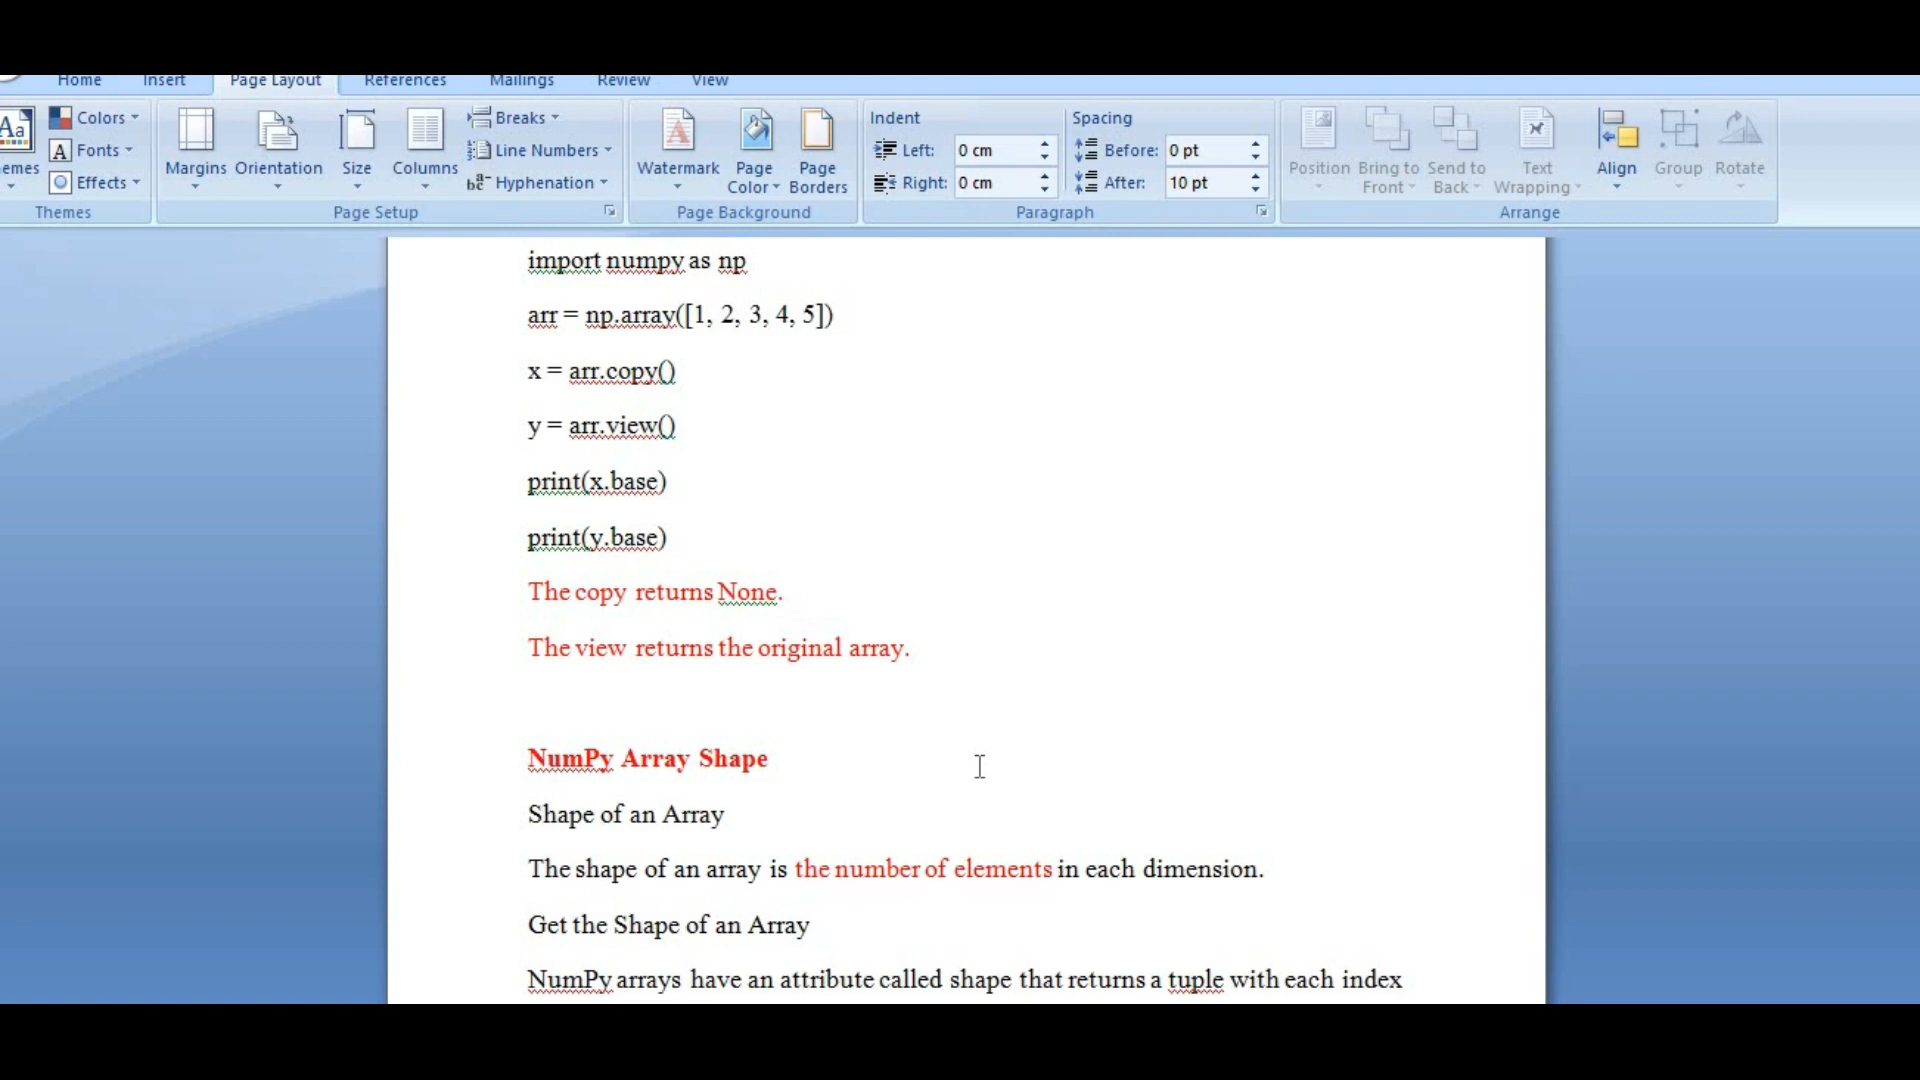 Home Insert Page Layout References Mailings Review View
Colors Breaks Indent Spacing
Fonts Margins Orientation Size Columns Line Numbers Watermark Page Color Page Borders Left: 0 cm Before: 0 pt Position Bring to Front Send to Back Text Wrapping Align Group Rotate
Effects Hyphenation Right: 0 cm After: 10 pt
Themes Page Setup Page Background Paragraph Arrange
import numpy as np
arr = np.array([1, 2, 3, 4, 5])
x = arr.copy()
y = arr.view()
print(x.base)
print(y.base)
The copy returns None.
The view returns the original array.
NumPy Array Shape
Shape of an Array
The shape of an array is the number of elements in each dimension.
Get the Shape of an Array
NumPy arrays have an attribute called shape that returns a tuple with each index